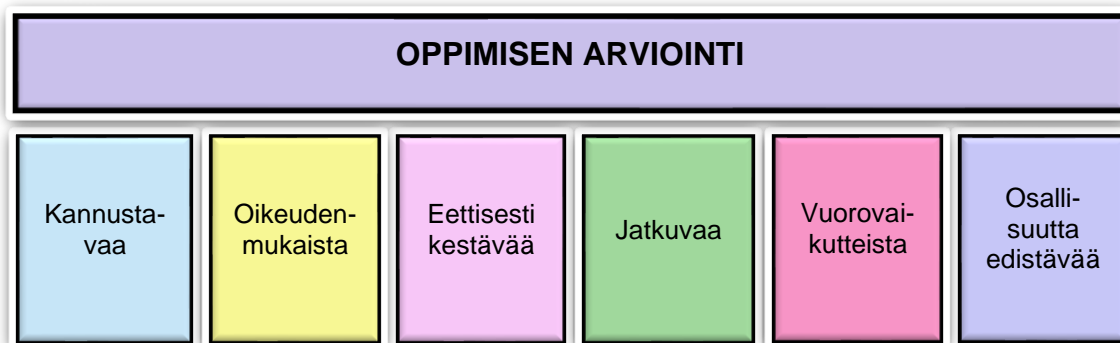 OPPIMISEN ARVIOINTI
Kannusta-
vaa
Oikeuden-
mukaista
Eettisesti
kestävää
Jatkuvaa
Vuorovai-
kutteista
Osalli-
suutta
edistävää